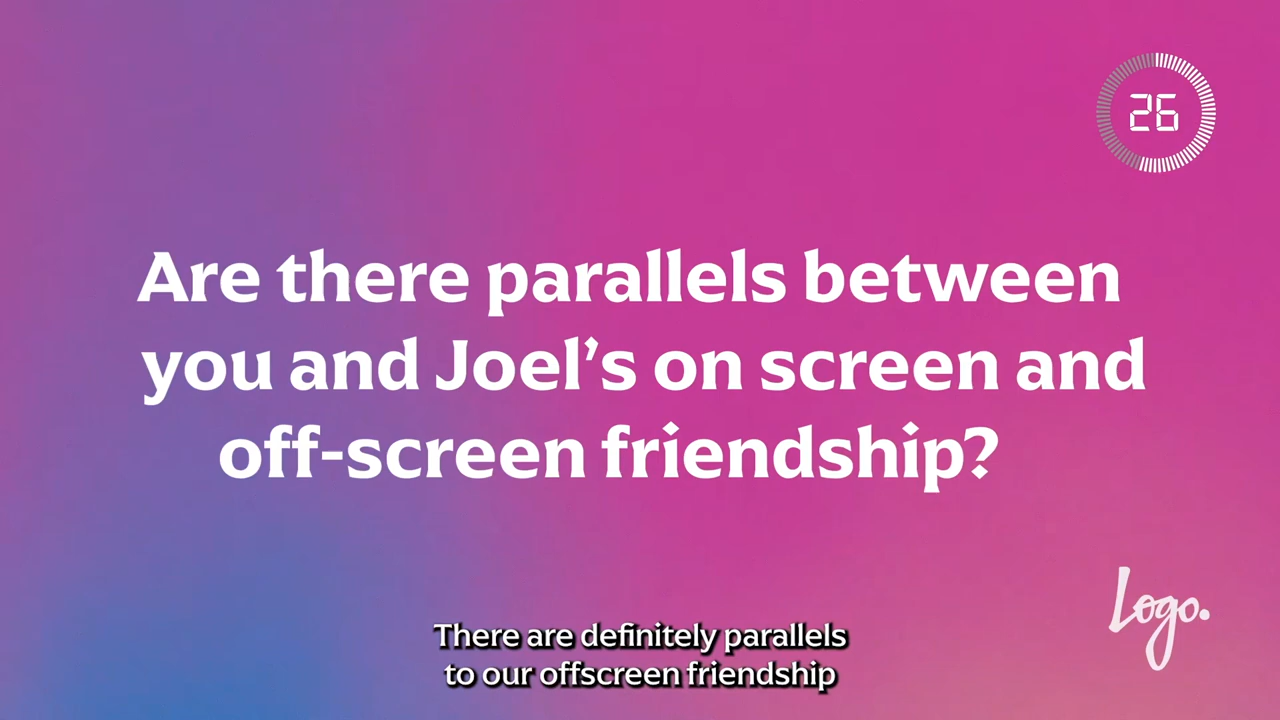 26
Are there parallels between
you and Joel's on screen and
off-screen friendship?
Logo.
There are definitely parallels
to our offscreen friendship